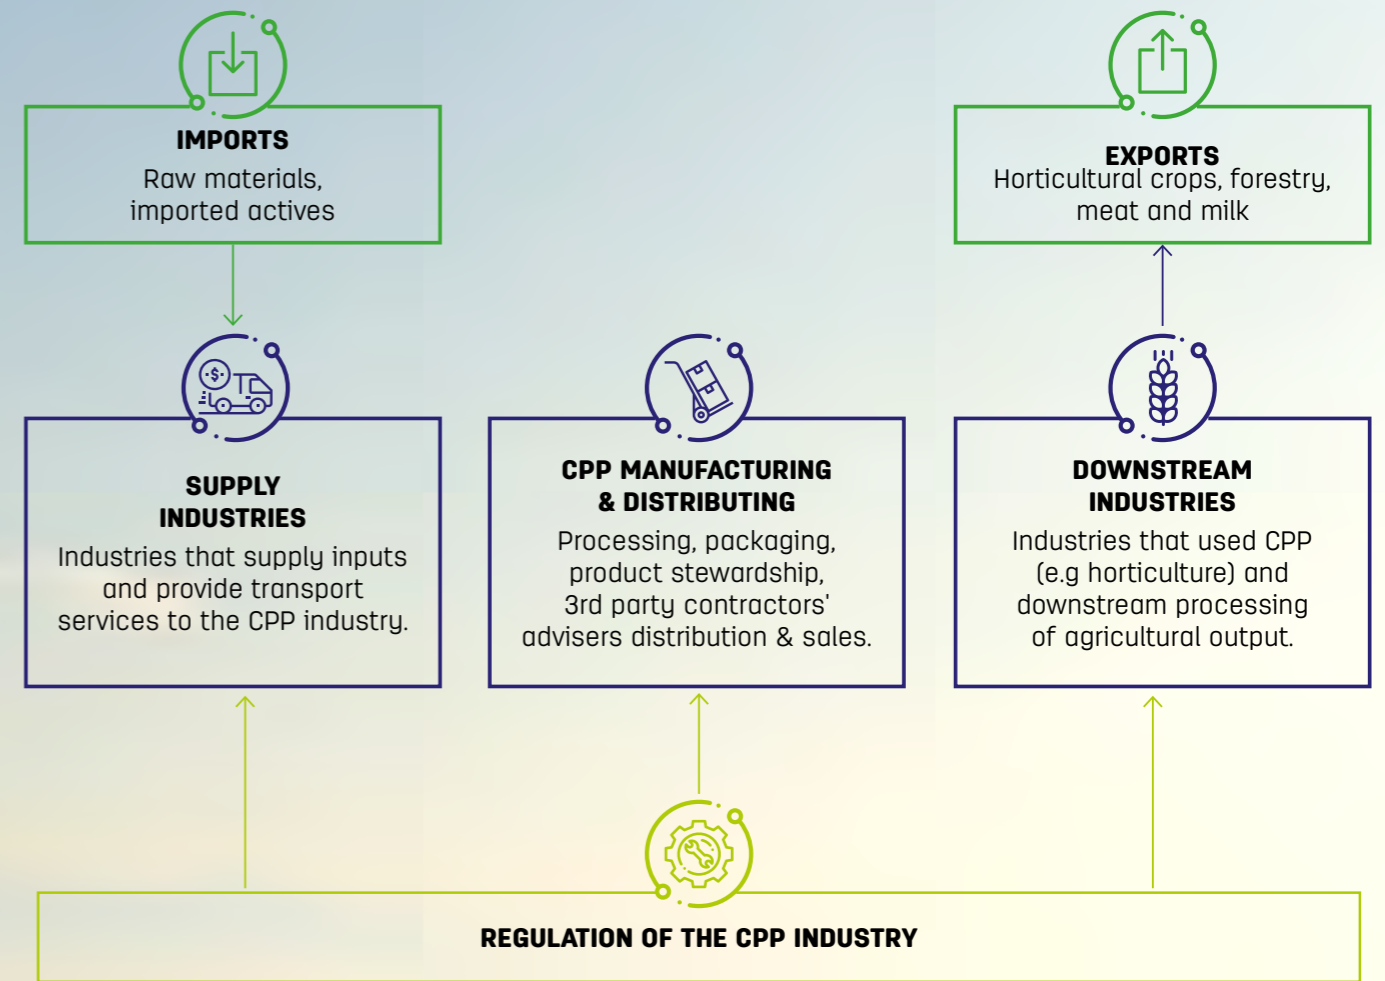 IMPORTS
Raw materials,
imported actives
EXPORTS
Horticultural crops, forestry,
meat and milk
$
SUPPLY
INDUSTRIES
Industries that supply inputs
and provide transport
services to the CPP industry.
CPP MANUFACTURING
& DISTRIBUTING
Processing, packaging,
product stewardship,
3rd party contractors'
advisers distribution & sales.
DOWNSTREAM
INDUSTRIES
Industries that used CPP
(e.g horticulture) and
downstream processing
of agricultural output.
REGULATION OF THE CPP INDUSTRY